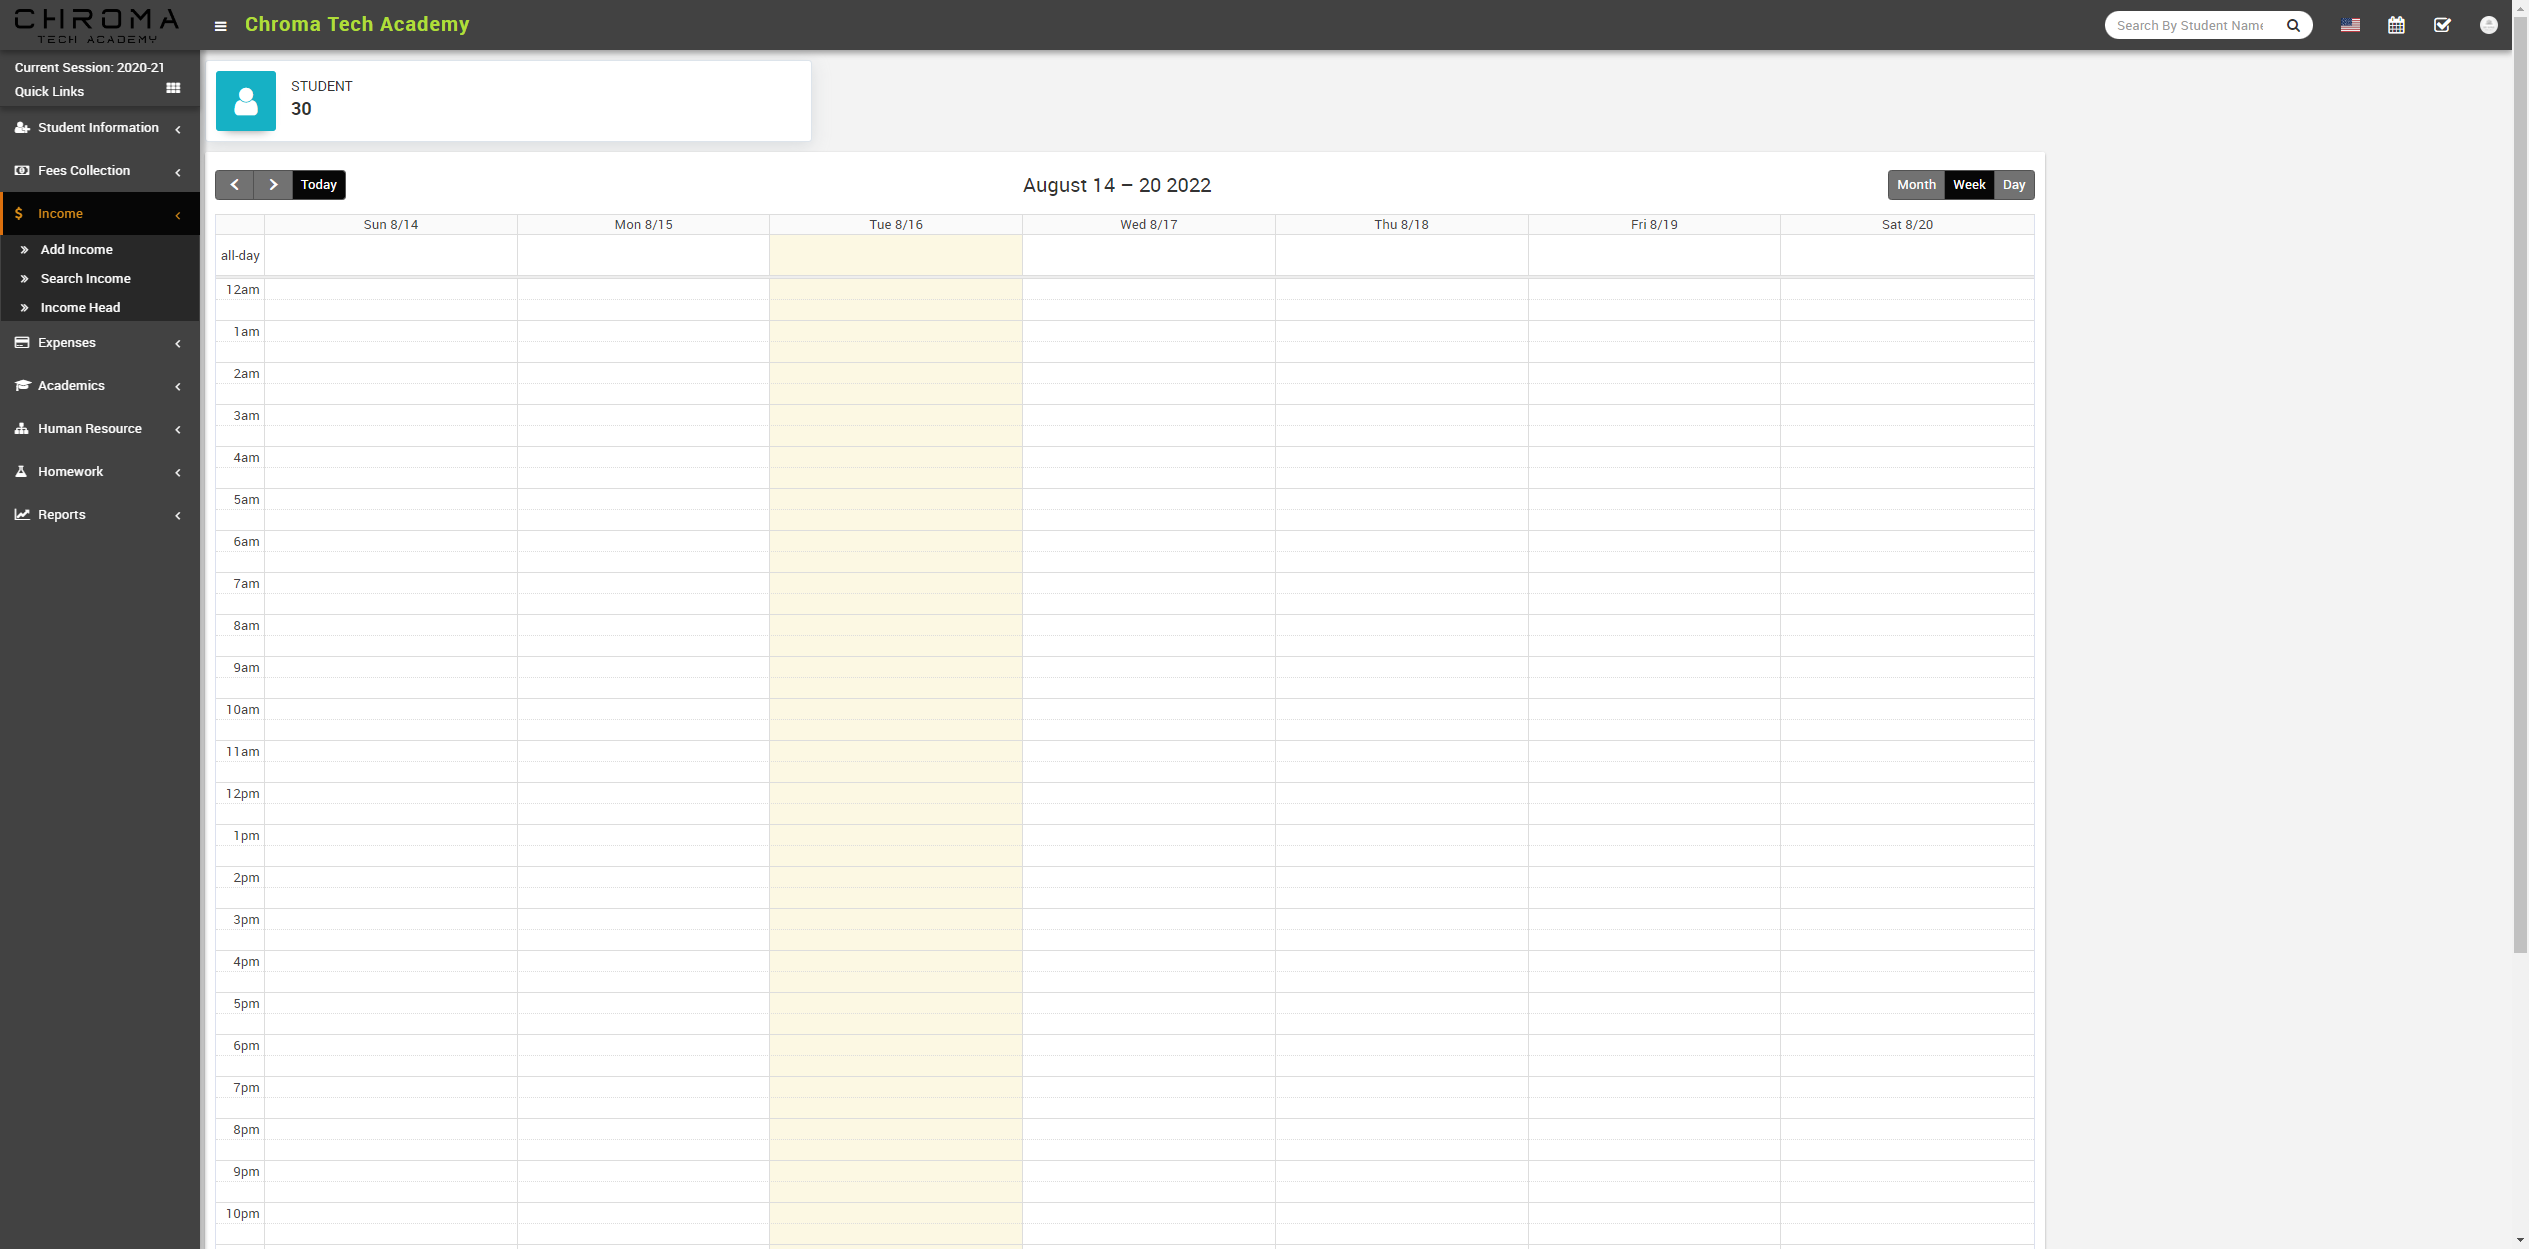 CHROMA
TECH ACADEMY
Chroma Tech Academy
Search By Student Name
Current Session: 2020-21
Quick Links
Student Information
Fees Collection
Income
Add Income
Search Income
Income Head
Expenses
Academics
Human Resource
Homework
Reports
STUDENT
30
Today
August 14 – 20 2022
Month Week Day
Sun 8/14 Mon 8/15 Tue 8/16 Wed 8/17 Thu 8/18 Fri 8/19 Sat 8/20
all-day
12am
1am
2am
3am
4am
5am
6am
7am
8am
9am
10am
11am
12pm
1pm
2pm
3pm
4pm
5pm
6pm
7pm
8pm
9pm
10pm